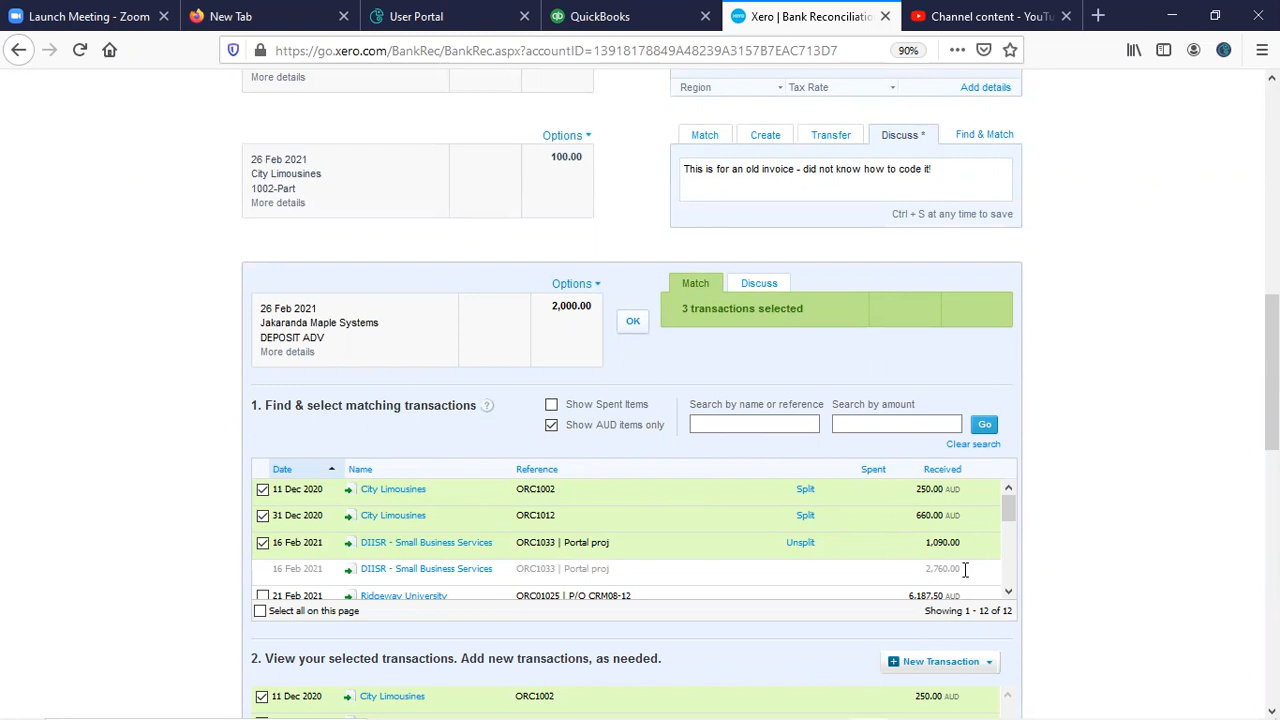 Launch Meeting - Zoom
New Tab
User Portal
QuickBooks
xero
Xero | Bank Reconciliatio
Channel content - YouT
https://go.xero.com/BankRec/BankRec.aspx?accountID=13918178849A48239A3157B7EAC713D7
90%
More details
Region
Tax Rate
Add details
Options
26 Feb 2021
City Limousines
1002-Part
More details
100.00
Match
Create
Transfer
Discuss *
Find & Match
This is for an old invoice - did not know how to code it!
Ctrl + S at any time to save
Options
26 Feb 2021
Jakaranda Maple Systems
DEPOSIT ADV
More details
2,000.00
OK
Match
Discuss
3 transactions selected
1. Find & select matching transactions ?
Show Spent Items
Show AUD items only
Search by name or reference
Search by amount
Go
Clear search
Date Name Reference Spent Received
11 Dec 2020 City Limousines ORC1002 Split 250.00 AUD
31 Dec 2020 City Limousines ORC1012 Split 660.00 AUD
16 Feb 2021 DIISR - Small Business Services ORC1033 | Portal proj Unsplit 1,090.00
16 Feb 2021 DIISR - Small Business Services ORC1033 | Portal proj 2,760.00
21 Feb 2021 Ridgeway University ORC01025 | P/O CRM08-12 6,187.50 AUD
Select all on this page
Showing 1 - 12 of 12
2. View your selected transactions. Add new transactions, as needed.
New Transaction
11 Dec 2020 City Limousines ORC1002 250.00 AUD